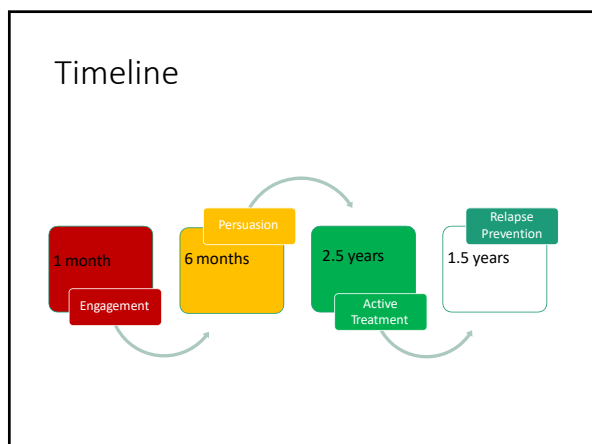 Timeline
1 month
Engagement
Persuasion
6 months
2.5 years
Active
Treatment
Relapse
Prevention
1.5 years